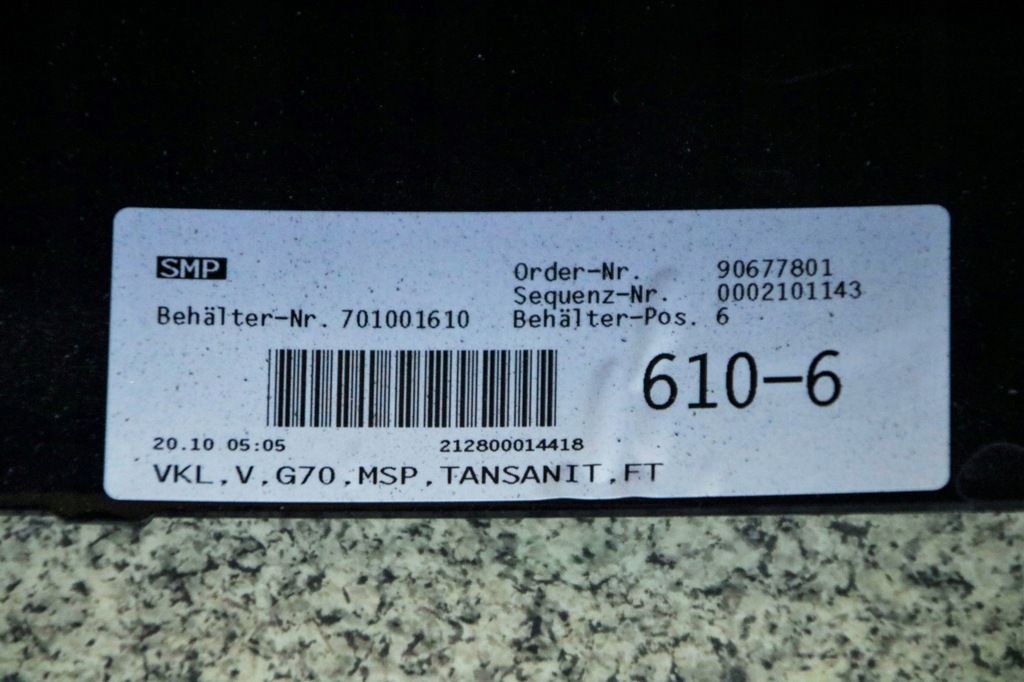 SMP
Order-Nr. 90677801
Sequenz-Nr. 0002101143
Behälter-Nr. 701001610 Behälter-Pos. 6
610-6
20.10 05:05 212800014418
VKL,V,G70,MSP,TANSANIT,FT